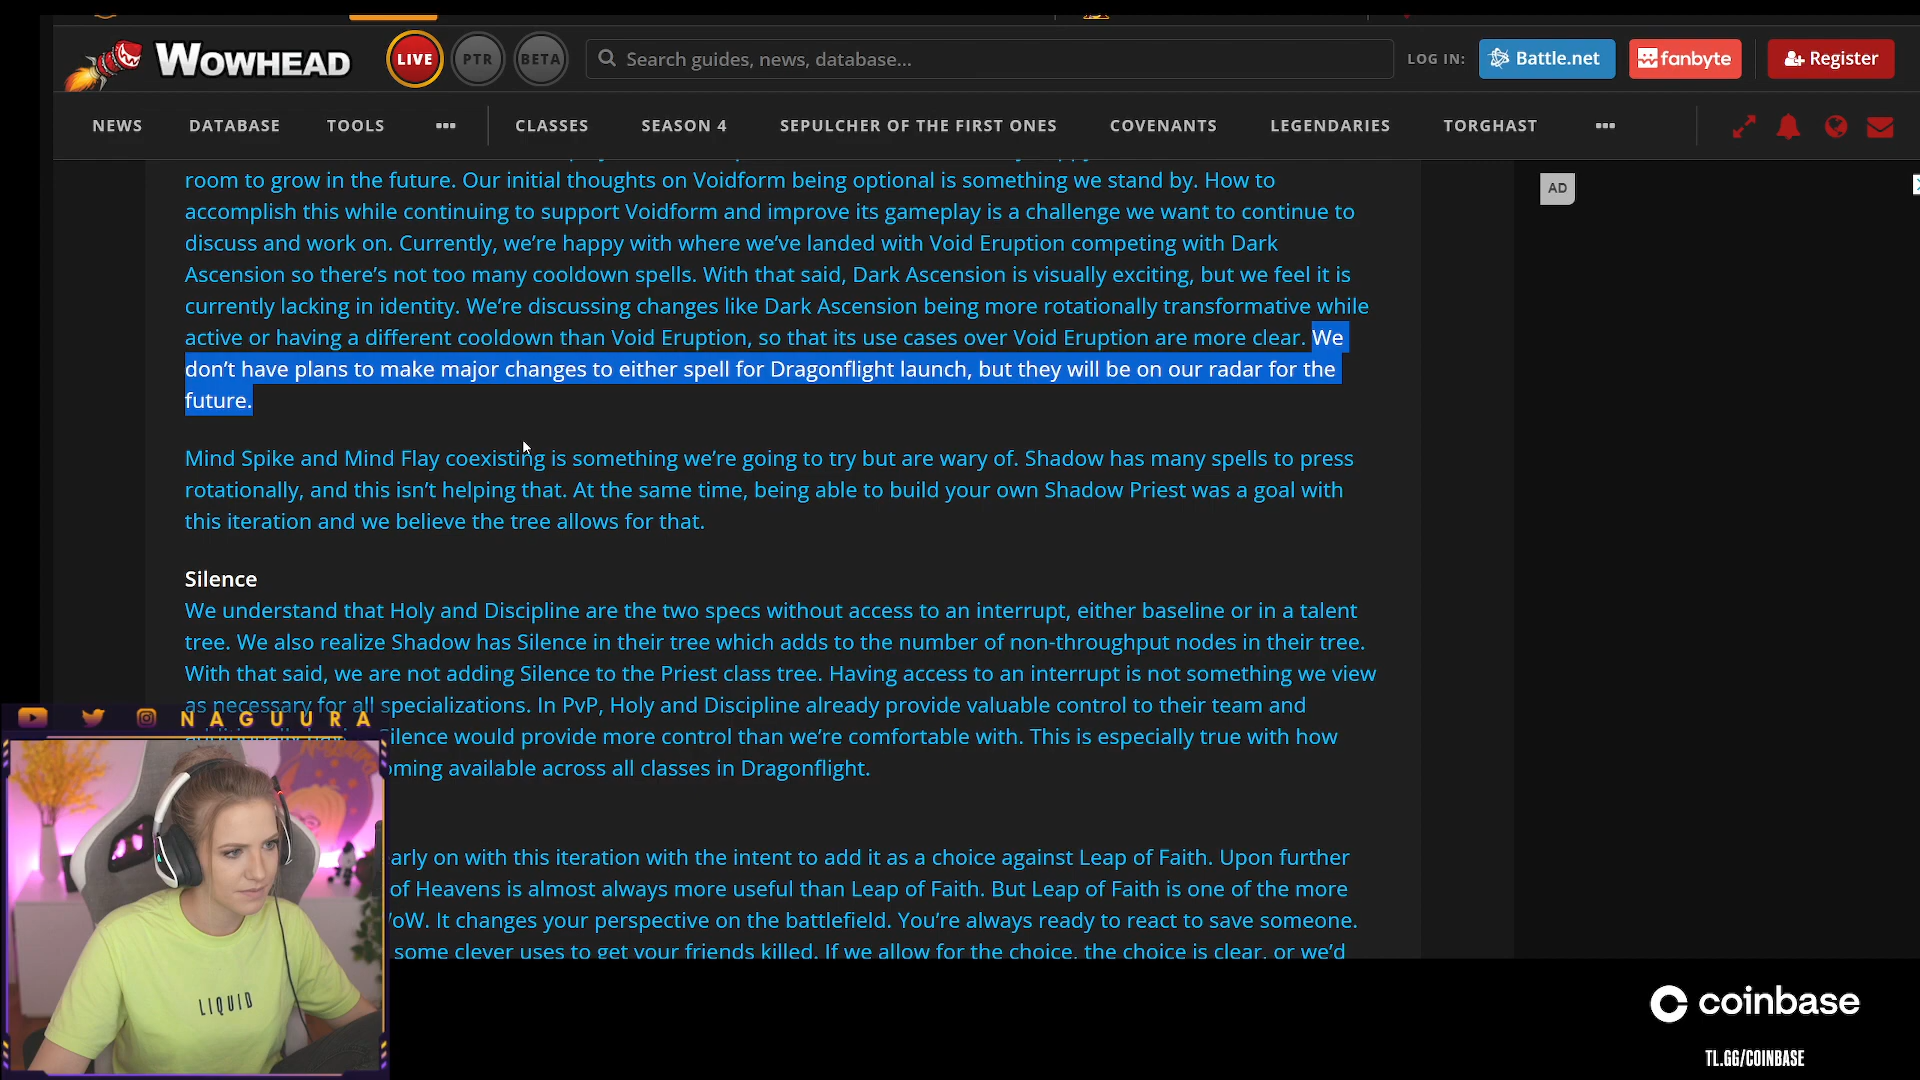 WOWHEAD
LIVE
PTR
BETA
Search guides, news, database...
LOG IN:
Battle.net
fanbyte
Register
NEWS
DATABASE
TOOLS
CLASSES
SEASON 4
SEPULCHER OF THE FIRST ONES
COVENANTS
LEGENDARIES
TORGHAST
AD
room to grow in the future. Our initial thoughts on Voidform being optional is something we stand by. How to
accomplish this while continuing to support Voidform and improve its gameplay is a challenge we want to continue to
discuss and work on. Currently, we're happy with where we've landed with Void Eruption competing with Dark
Ascension so there's not too many cooldown spells. With that said, Dark Ascension is visually exciting, but we feel it is
currently lacking in identity. We're discussing changes like Dark Ascension being more rotationally transformative while
active or having a different cooldown than Void Eruption, so that its use cases over Void Eruption are more clear. We
don't have plans to make major changes to either spell for Dragonflight launch, but they will be on our radar for the
future.
Mind Spike and Mind Flay coexisting is something we're going to try but are wary of. Shadow has many spells to press
rotationally, and this isn't helping that. At the same time, being able to build your own Shadow Priest was a goal with
this iteration and we believe the tree allows for that.
Silence
We understand that Holy and Discipline are the two specs without access to an interrupt, either baseline or in a talent
tree. We also realize Shadow has Silence in their tree which adds to the number of non-throughput nodes in their tree.
With that said, we are not adding Silence to the Priest class tree. Having access to an interrupt is not something we view
as necessary for all specializations. In PvP, Holy and Discipline already provide valuable control to their team and
ilence would provide more control than we're comfortable with. This is especially true with how
oming available across all classes in Dragonflight.
arly on with this iteration with the intent to add it as a choice against Leap of Faith. Upon further
of Heavens is almost always more useful than Leap of Faith. But Leap of Faith is one of the more
WoW. It changes your perspective on the battlefield. You're always ready to react to save someone.
some clever uses to get your friends killed. If we allow for the choice, the choice is clear, or we'd
NAGUURA
LIQUID
coinbase
TL.GG/COINBASE